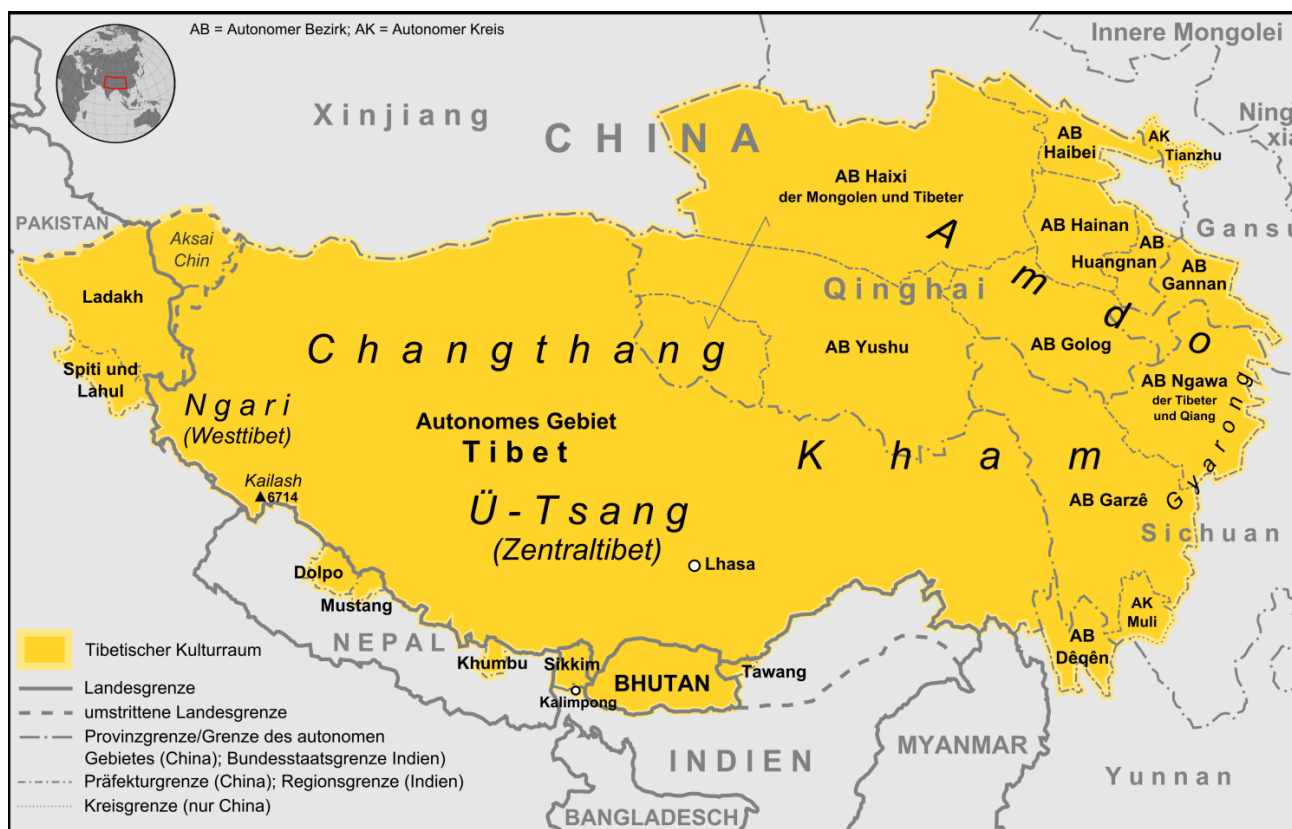 AB = Autonomer Bezirk; AK = Autonomer Kreis
Innere Mongolei
Xinjiang
CHINA
Ning
xia
AB
Haibei
AK
Tianzhu
AB Haixi
der Mongolen und Tibeter
PAKISTAN
Aksai
Chin
Gansu
AB Hainan
AB
Huangnan
AB
Gannan
Amdo
Qinghai
Ladakh
Changthang
AB Yushu
AB Golog
Spiti und
Lahul
AB Ngawa
der Tibeter
und Qiang
Gyarong
Ngari
(Westtibet)
Autonomes Gebiet
Tibet
Kham
Kailash
6714
AB Garzê
Ü-Tsang
(Zentraltibet)
Sichuan
Lhasa
Dolpo
Mustang
AK
Muli
NEPAL
AB
Dêqên
Khumbu
Sikkim
Kalimpong
BHUTAN
Tawang
INDIEN
MYANMAR
Yunnan
BANGLADESCH
Tibetischer Kulturraum
Landesgrenze
umstrittene Landesgrenze
Provinzgrenze/Grenze des autonomen
Gebietes (China); Bundesstaatsgrenze Indien)
Präfekturgrenze (China); Regionsgrenze (Indien)
Kreisgrenze (nur China)